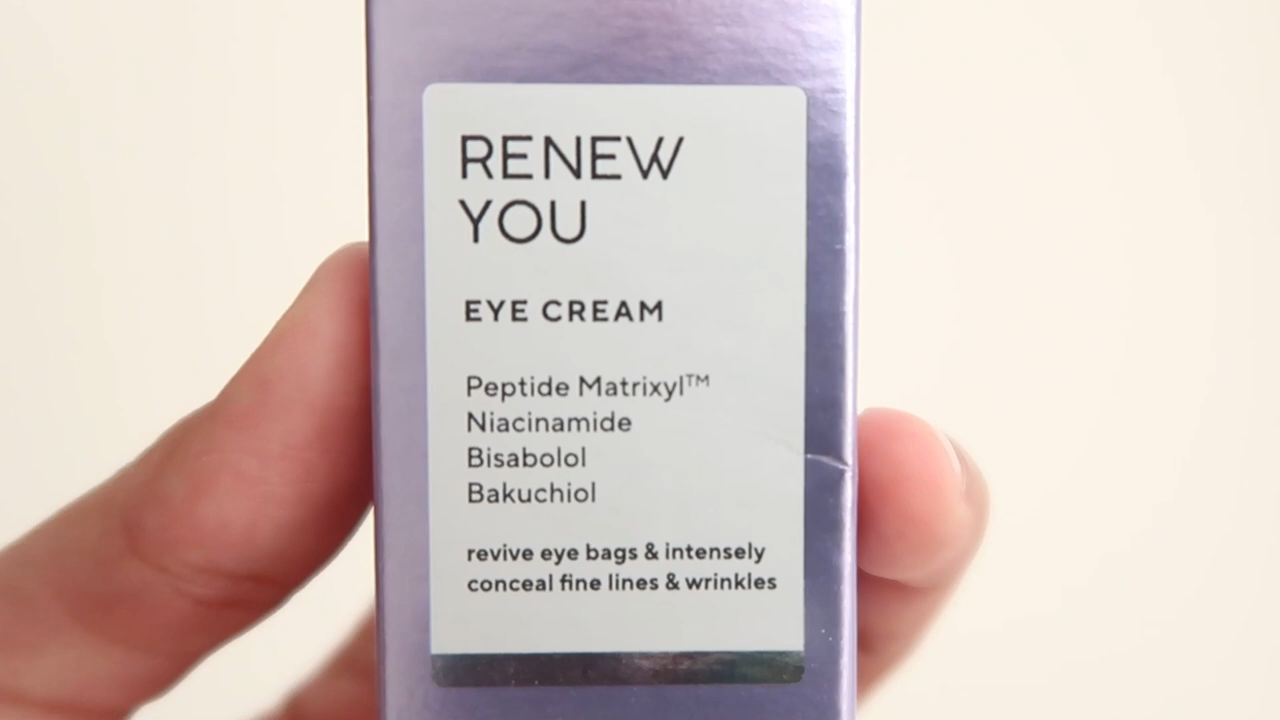 RENEW
YOU
EYE CREAM
Peptide Matrixyl™
Niacinamide
Bisabolol
Bakuchiol
revive eye bags & intensely
conceal fine lines & wrinkles